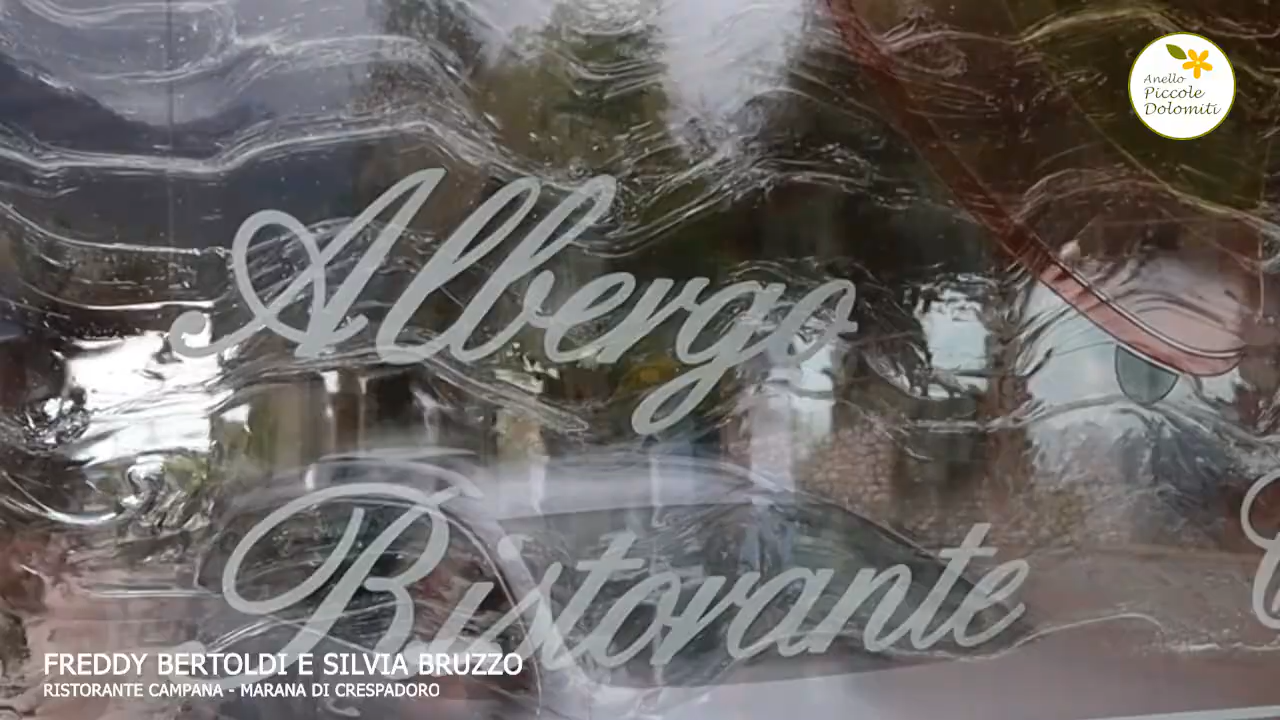 Anello
Piccole
Dolomiti
Albergo
Ristorante
FREDDY BERTOLDI E SILVIA BRUZZO
RISTORANTE CAMPANA - MARANA DI CRESPADORO